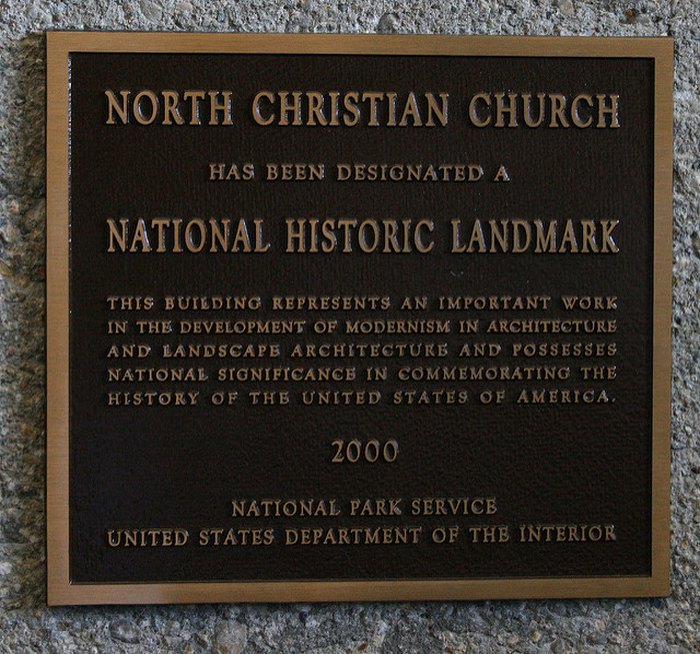 NORTH CHRISTIAN CHURCH
HAS BEEN DESIGNATED A
NATIONAL HISTORIC LANDMARK
THIS BUILDING REPRESENTS AN IMPORTANT WORK
IN THE DEVELOPMENT OF MODERNISM IN ARCHITECTURE
AND LANDSCAPE ARCHITECTURE AND POSSESSES
NATIONAL SIGNIFICANCE IN COMMEMORATING THE
HISTORY OF THE UNITED STATES OF AMERICA.
2000
NATIONAL PARK SERVICE
UNITED STATES DEPARTMENT OF THE INTERIOR